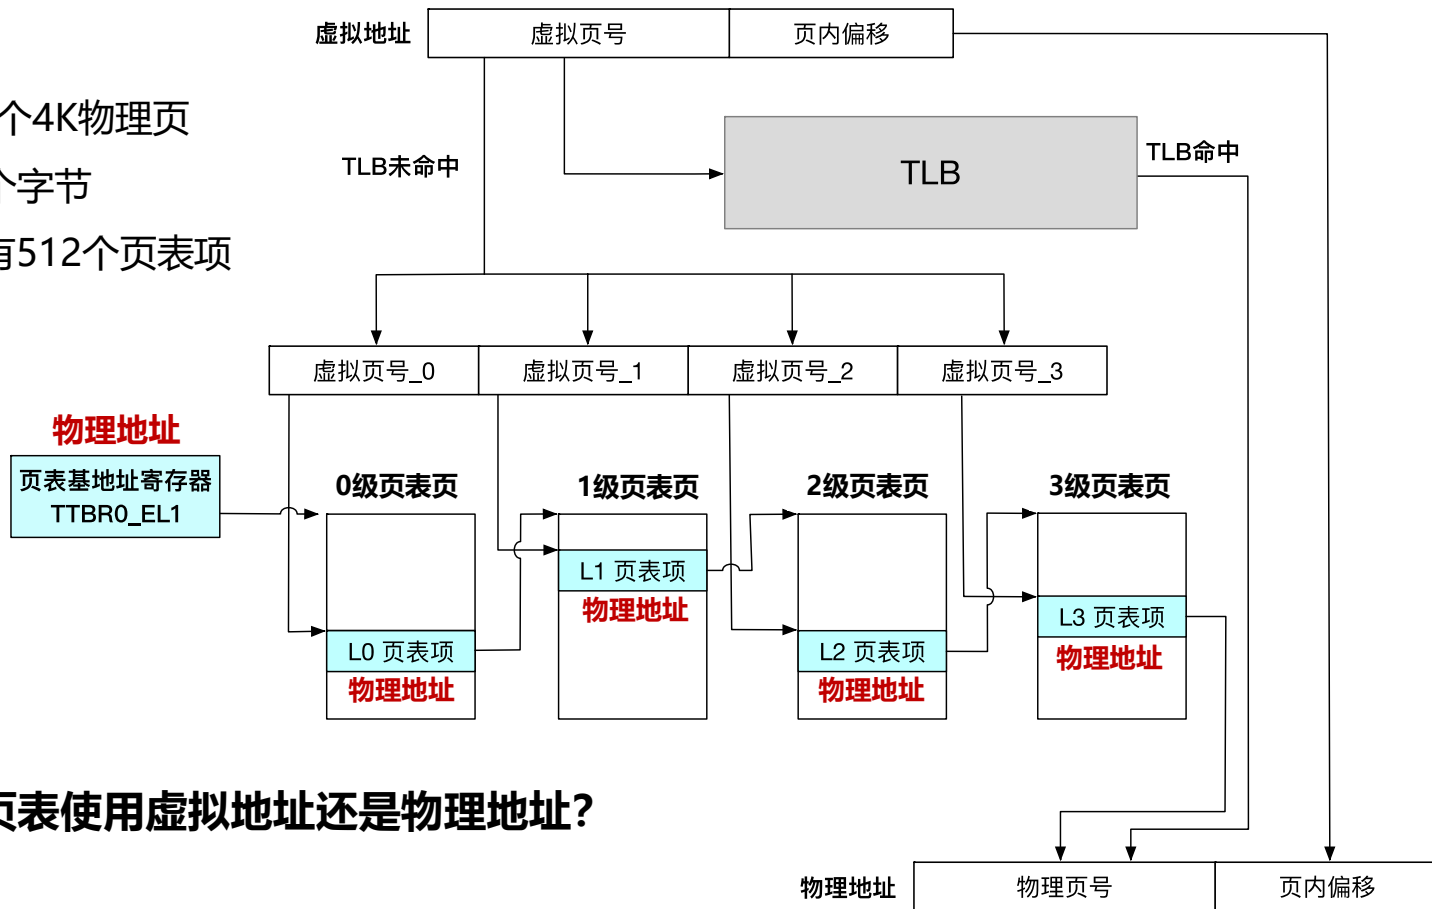 虚拟地址
虚拟页号
页内偏移
个4K物理页
TLB未命中
TLB
TLB命中
个字节
有512个页表项
虚拟页号_0
虚拟页号_1
虚拟页号_2
虚拟页号_3
物理地址
页表基地址寄存器
TTBR0_EL1
0级页表页
1级页表页
2级页表页
3级页表页
L1 页表项
物理地址
L3 页表项
物理地址
L0 页表项
物理地址
L2 页表项
物理地址
页表使用虚拟地址还是物理地址？
物理地址
物理页号
页内偏移